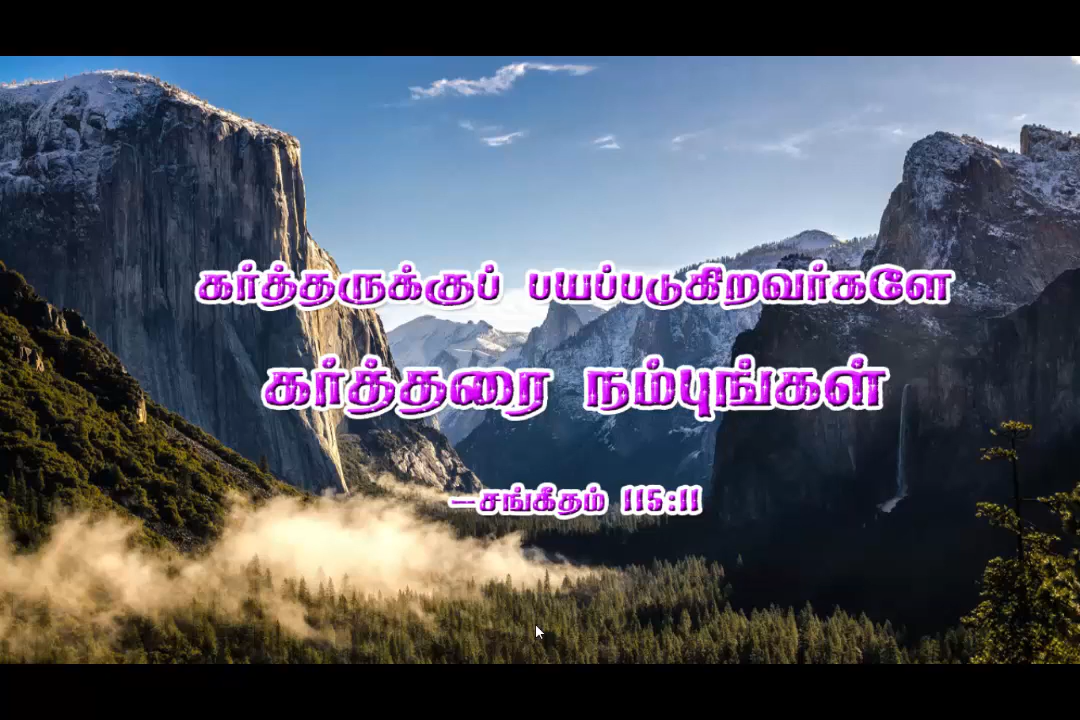 கர்த்தருக்குப் பயப்படுகிறவர்களே
கர்த்தரை நம்புங்கள்
–சங்கீதம் 115:11